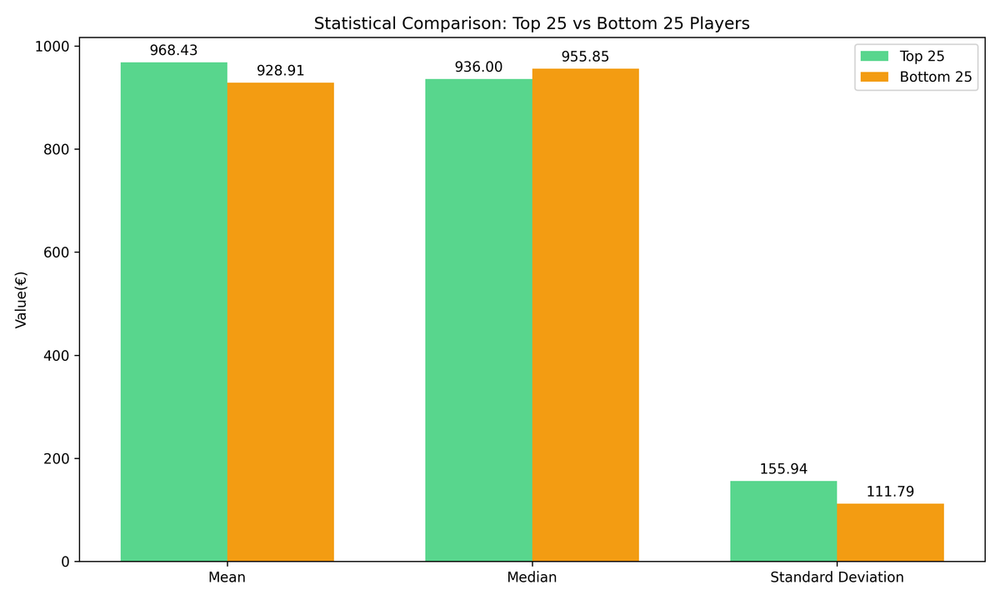 Statistical Comparison: Top 25 vs Bottom 25 Players
Value(€)
1000
800
600
400
200
0
968.43
928.91
936.00
955.85
155.94
111.79
Top 25
Bottom 25
Mean
Median
Standard Deviation